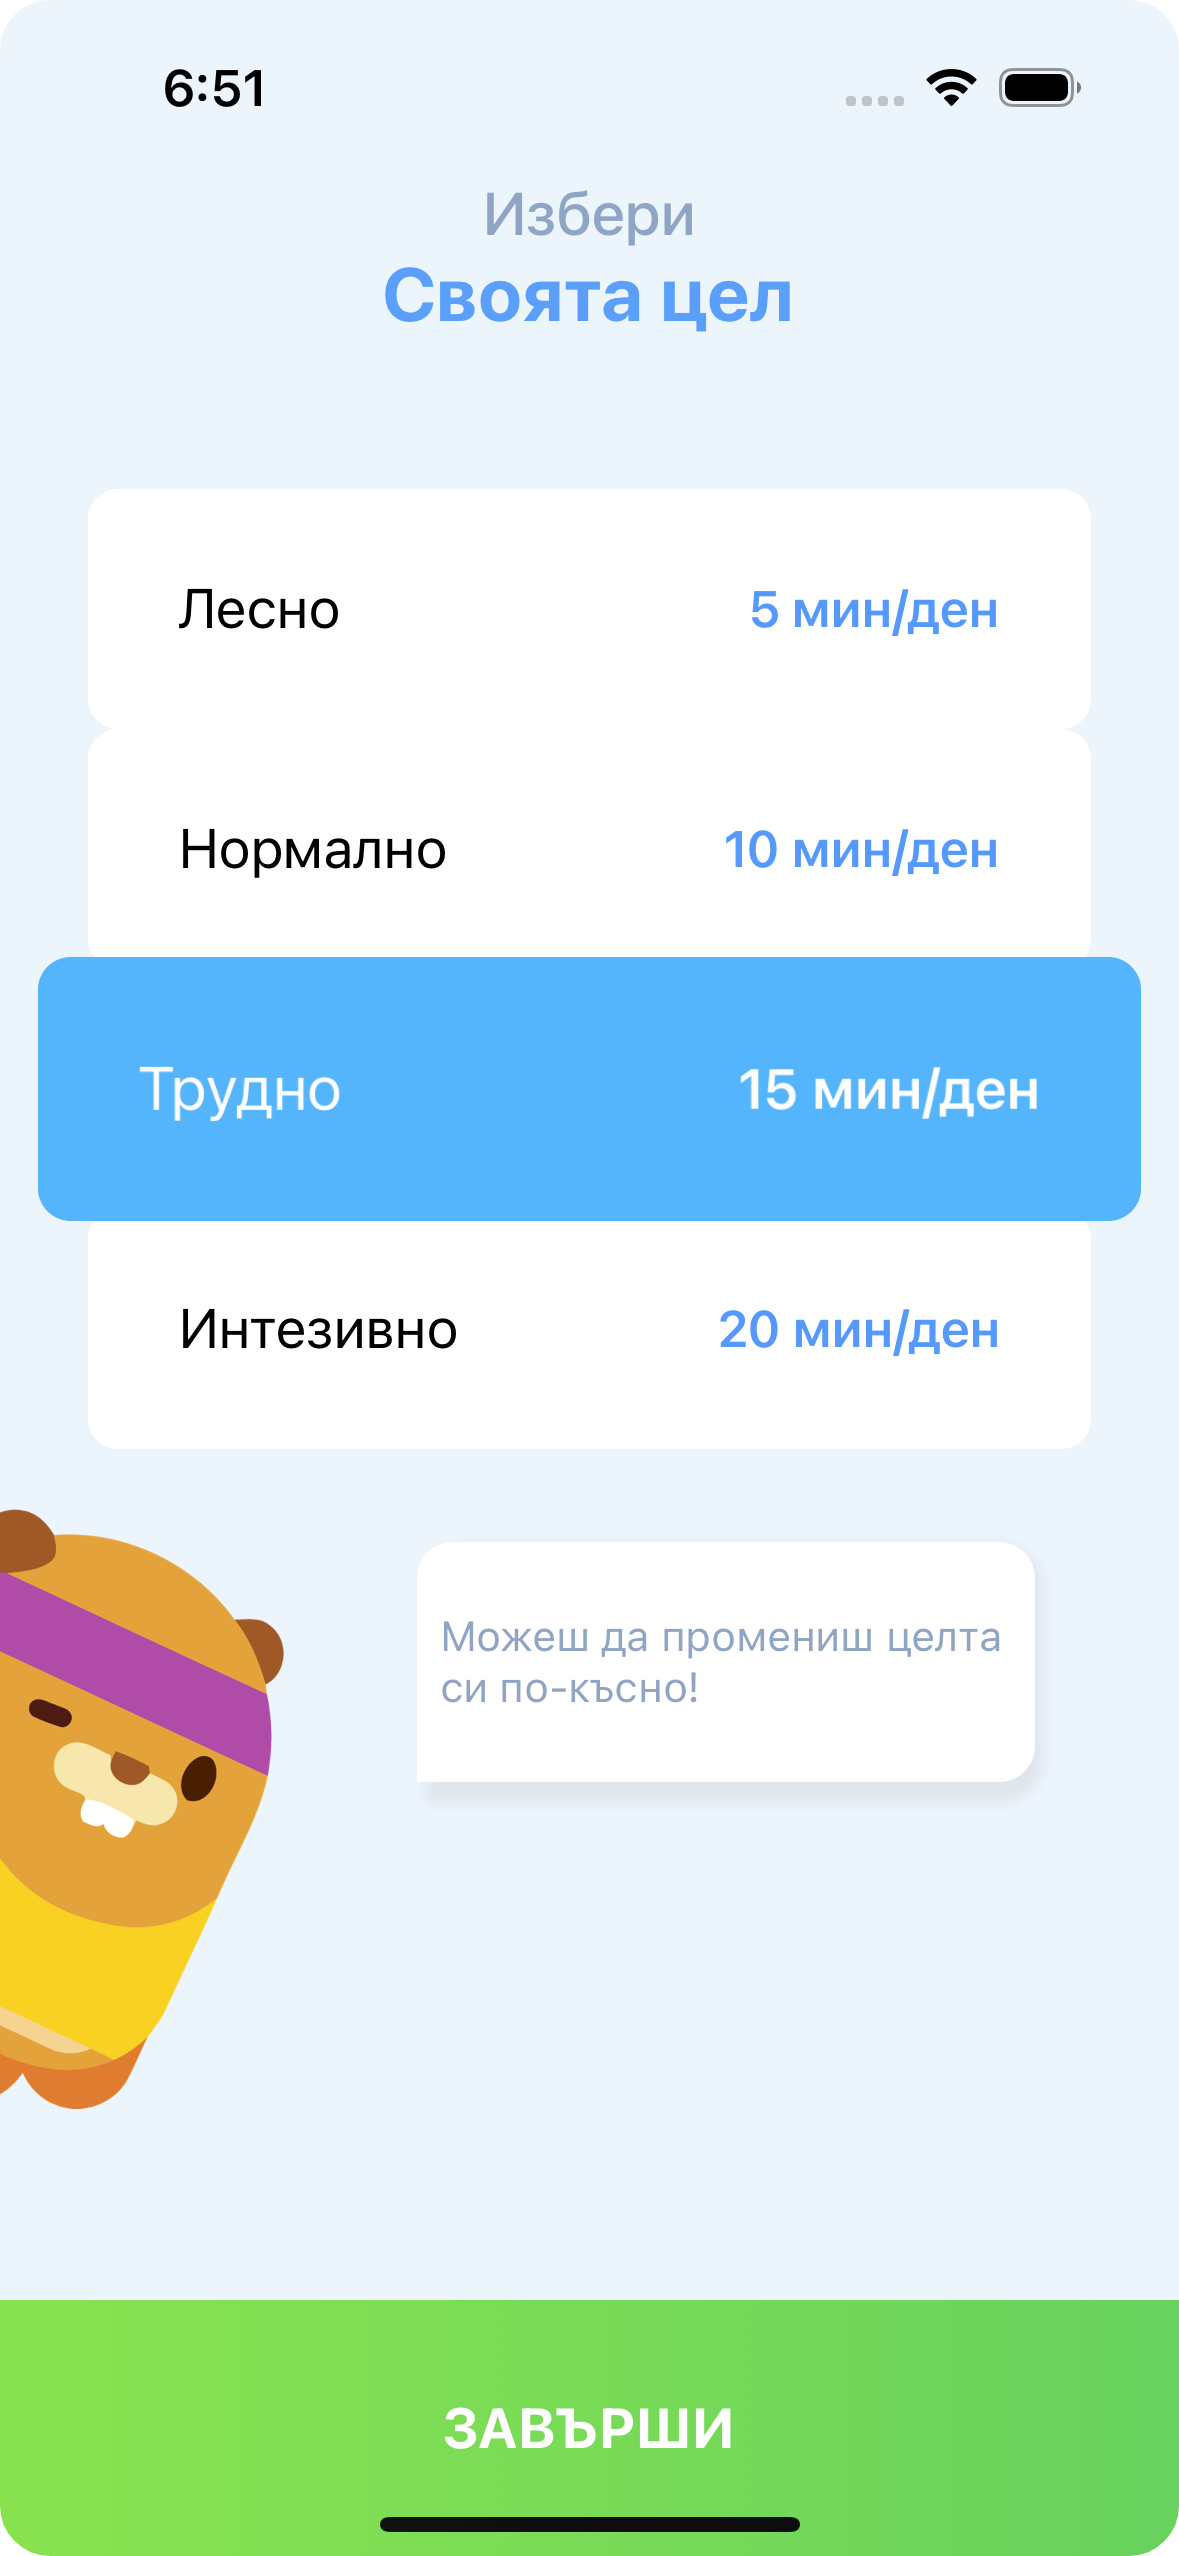 6:51
Избери
Своята цел
Лесно 5 мин/ден
Нормално 10 мин/ден
Трудно 15 мин/ден
Интезивно 20 мин/ден
Можеш да промениш целта
си по-късно!
ЗАВЪРШИ